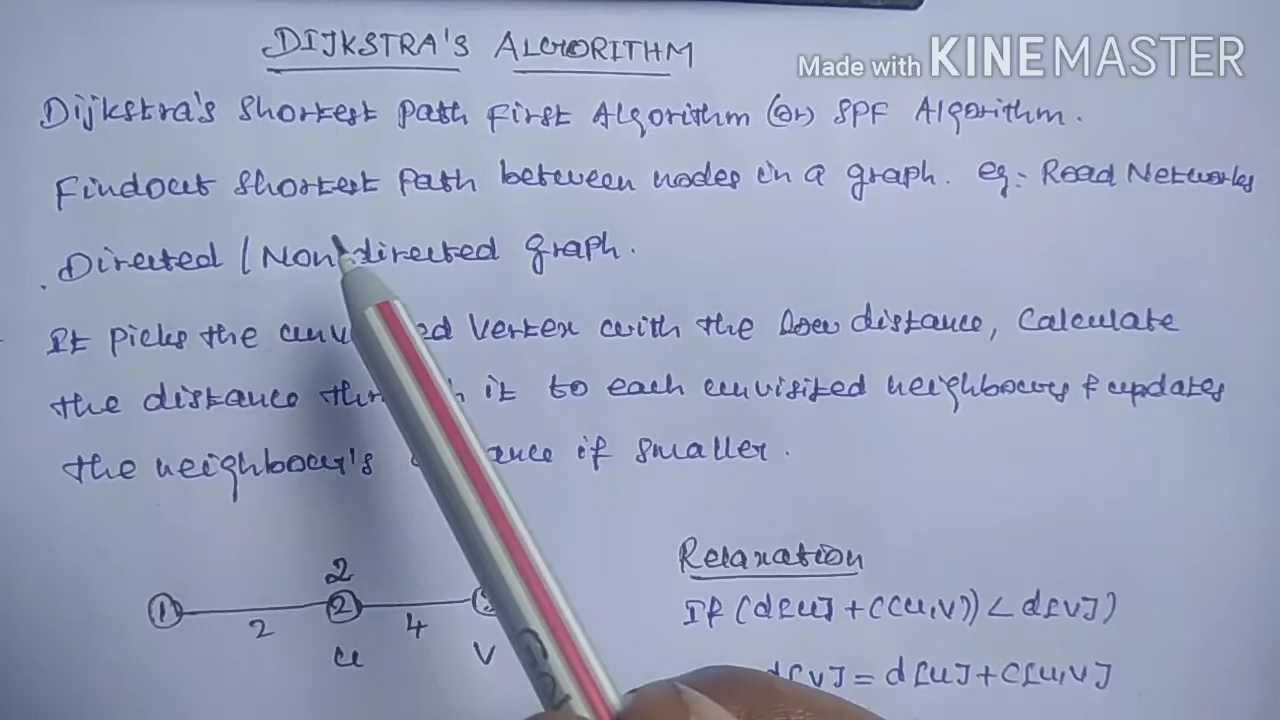 DIJKSTRA'S ALGORITHM
Made with KINEMASTER
Dijkstra's Shortest Path First Algorithm (or) SPF Algorithm.
Findout Shortest Path between nodes in a graph. eg:- Road Networks
Directed / Non directed graph.
It picks the vertex with the low distance, Calculate
the distance it to each unvisited neighbours & updates
the neighbour's if smaller.
2
1 2
2 4
u V
Relaxation
If (d[u] + C(u,v)) < d[v])
d[v] = d[u] + C[u,v]